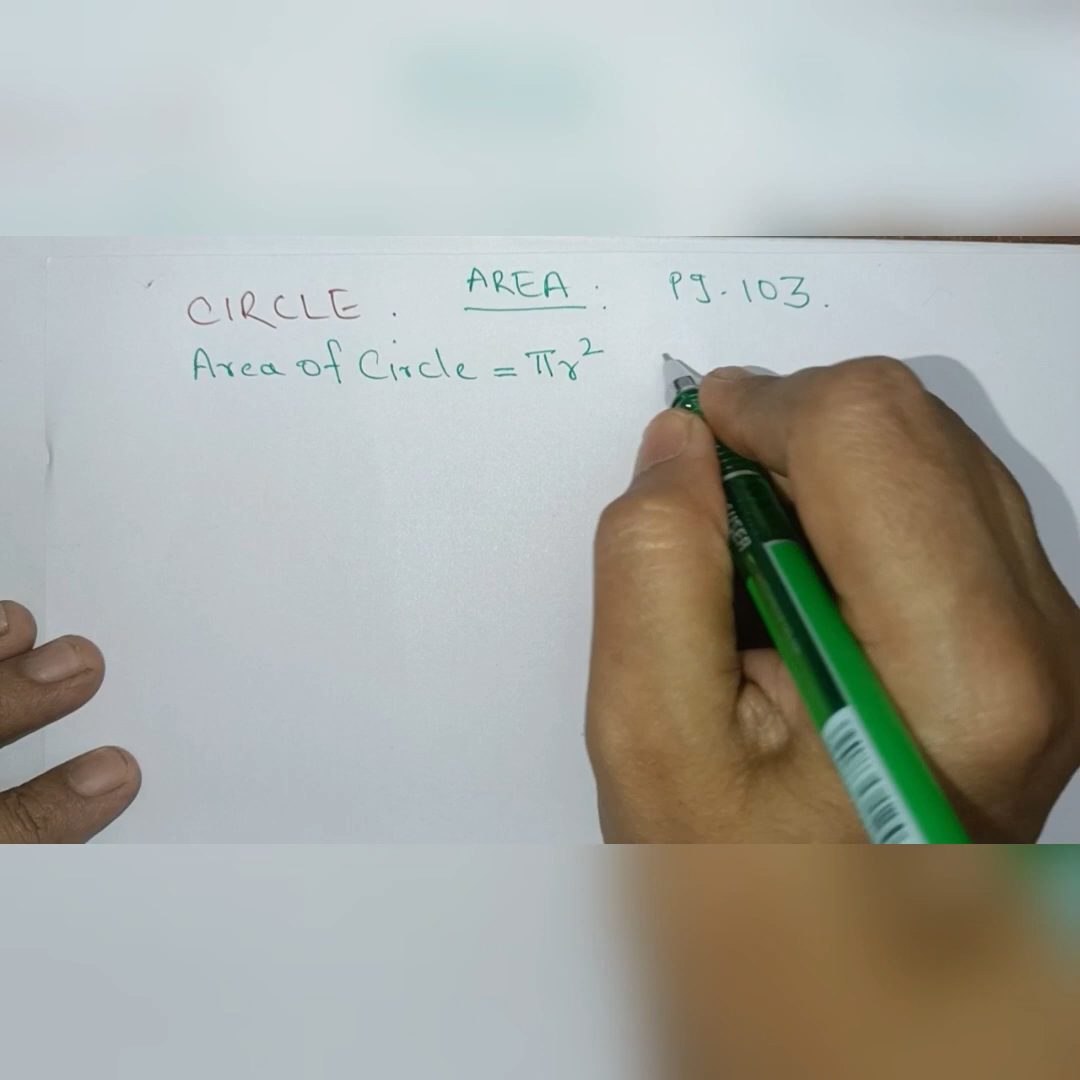 CIRCLE . AREA : Pg. 103.
Area of Circle = πr²